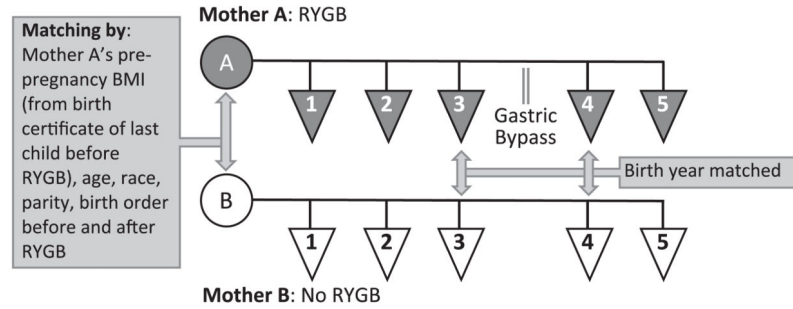 Mother A: RYGB
Matching by:
Mother A’s pre-
pregnancy BMI
(from birth
certificate of last
child before
RYGB), age, race,
parity, birth order
before and after
RYGB
A
1 2 3 4 5
Gastric
Bypass
Birth year matched
B
1 2 3 4 5
Mother B: No RYGB